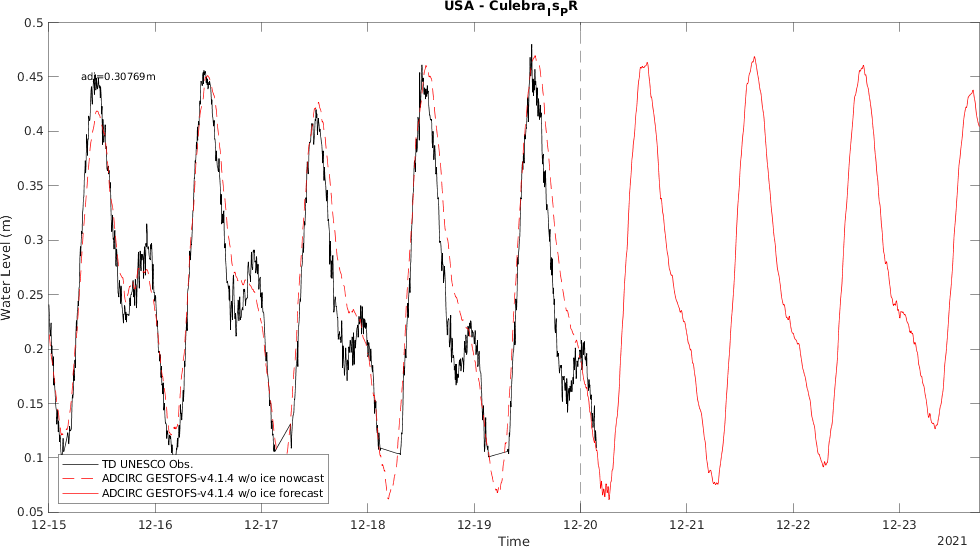 USA - CulebraIsPR
0.5
0.45
0.4
0.35
0.3
0.25
0.2
0.15
0.1
0.05
Water Level (m)
adj=0.30769m
TD UNESCO Obs.
ADCIRC GESTOFS-v4.1.4 w/o ice nowcast
ADCIRC GESTOFS-v4.1.4 w/o ice forecast
12-15 12-16 12-17 12-18 12-19 12-20 12-21 12-22 12-23
Time
2021